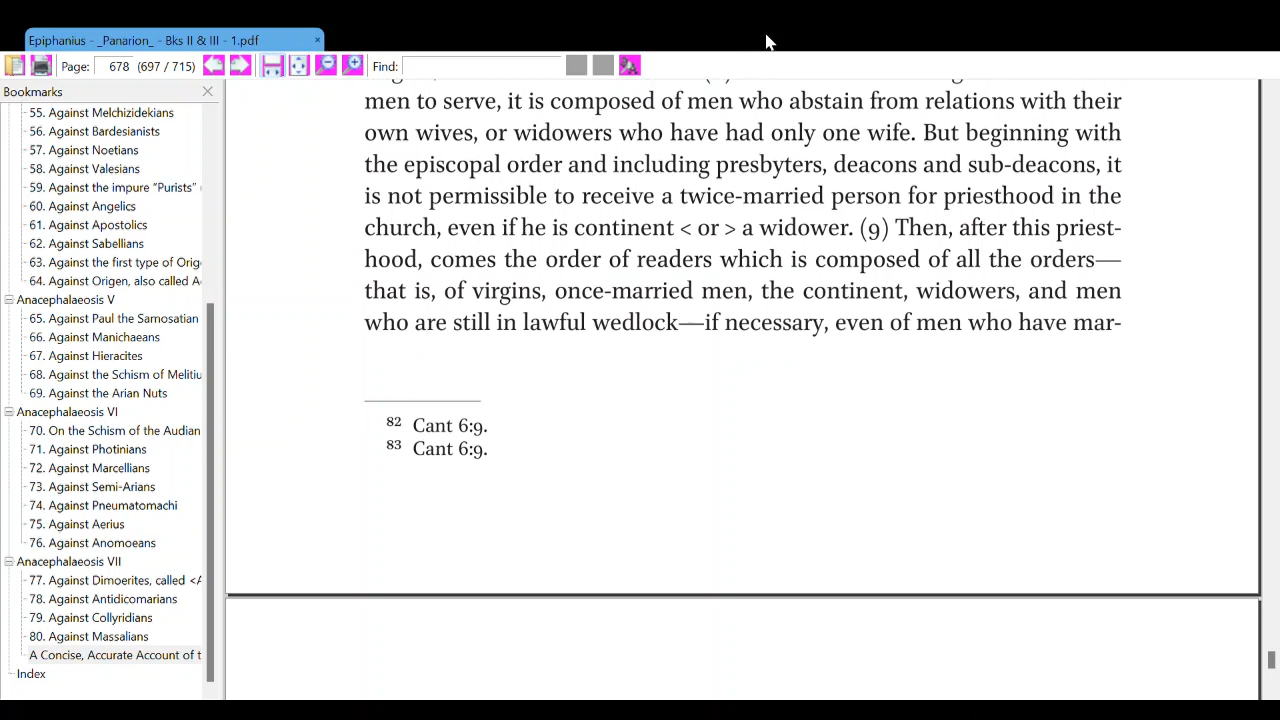 Epiphanius - _Panarion_ - Bks II & III - 1.pdf
Page: 678 (697 / 715) Find:
Bookmarks
55. Against Melchizidekians
56. Against Bardesianists
57. Against Noetians
58. Against Valesians
59. Against the impure “Purists”
60. Against Angelics
61. Against Apostolics
62. Against Sabellians
63. Against the first type of Orig
64. Against Origen, also called A
Anacephalaeosis V
65. Against Paul the Samosatian
66. Against Manichaeans
67. Against Hieracites
68. Against the Schism of Melitiu
69. Against the Arian Nuts
Anacephalaeosis VI
70. On the Schism of the Audian
71. Against Photinians
72. Against Marcellians
73. Against Semi-Arians
74. Against Pneumatomachi
75. Against Aerius
76. Against Anomoeans
Anacephalaeosis VII
77. Against Dimoerites, called <A
78. Against Antidicomarians
79. Against Collyridians
80. Against Massalians
A Concise, Accurate Account of t
Index
men to serve, it is composed of men who abstain from relations with their
own wives, or widowers who have had only one wife. But beginning with
the episcopal order and including presbyters, deacons and sub-deacons, it
is not permissible to receive a twice-married person for priesthood in the
church, even if he is continent < or > a widower. (9) Then, after this priest-
hood, comes the order of readers which is composed of all the orders—
that is, of virgins, once-married men, the continent, widowers, and men
who are still in lawful wedlock—if necessary, even of men who have mar-
82 Cant 6:9.
83 Cant 6:9.